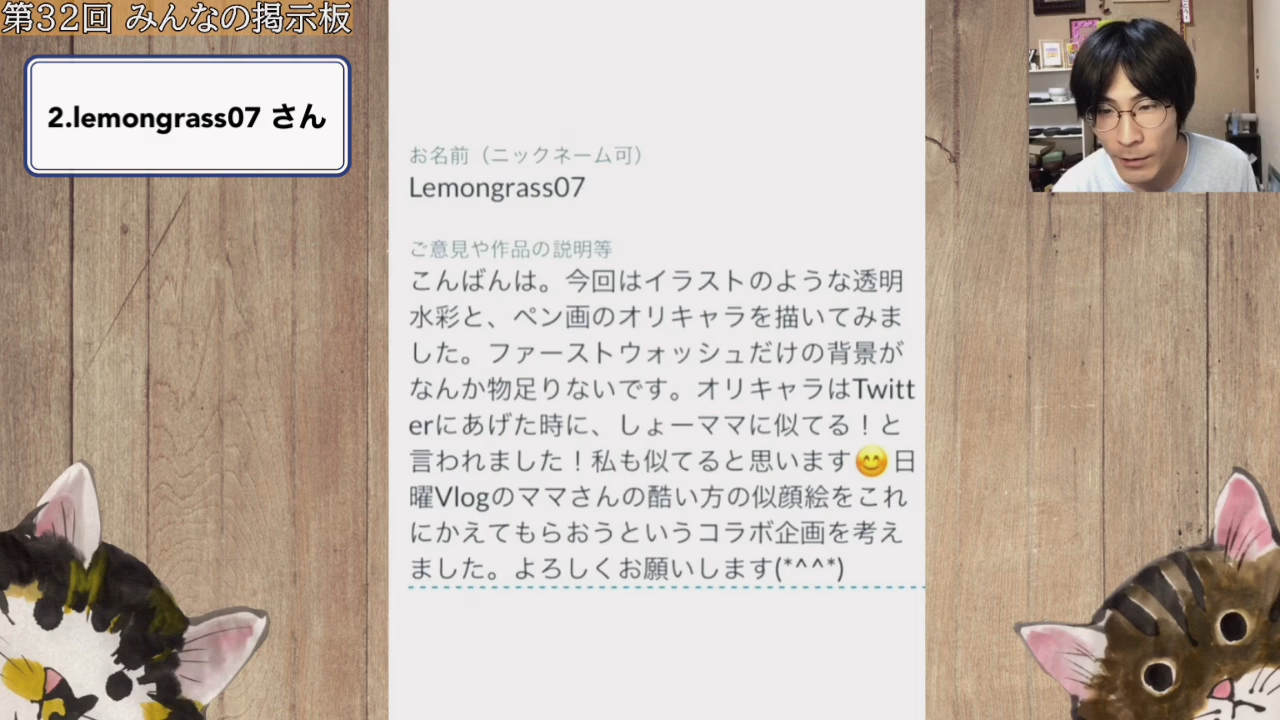 第32回 みんなの掲示板
2.lemongrass07 さん
お名前（ニックネーム可）
Lemongrass07
ご意見や作品の説明等
こんばんは。今回はイラストのような透明
水彩と、ペン画のオリキャラを描いてみま
した。ファーストウォッシュだけの背景が
なんか物足りないです。オリキャラはTwitt
erにあげた時に、しょーママに似てる！と
言われました！私も似てると思います😊日
曜Vlogのママさんの酷い方の似顔絵をこれ
にかえてもらおうというコラボ企画を考え
ました。よろしくお願いします(*^^*)